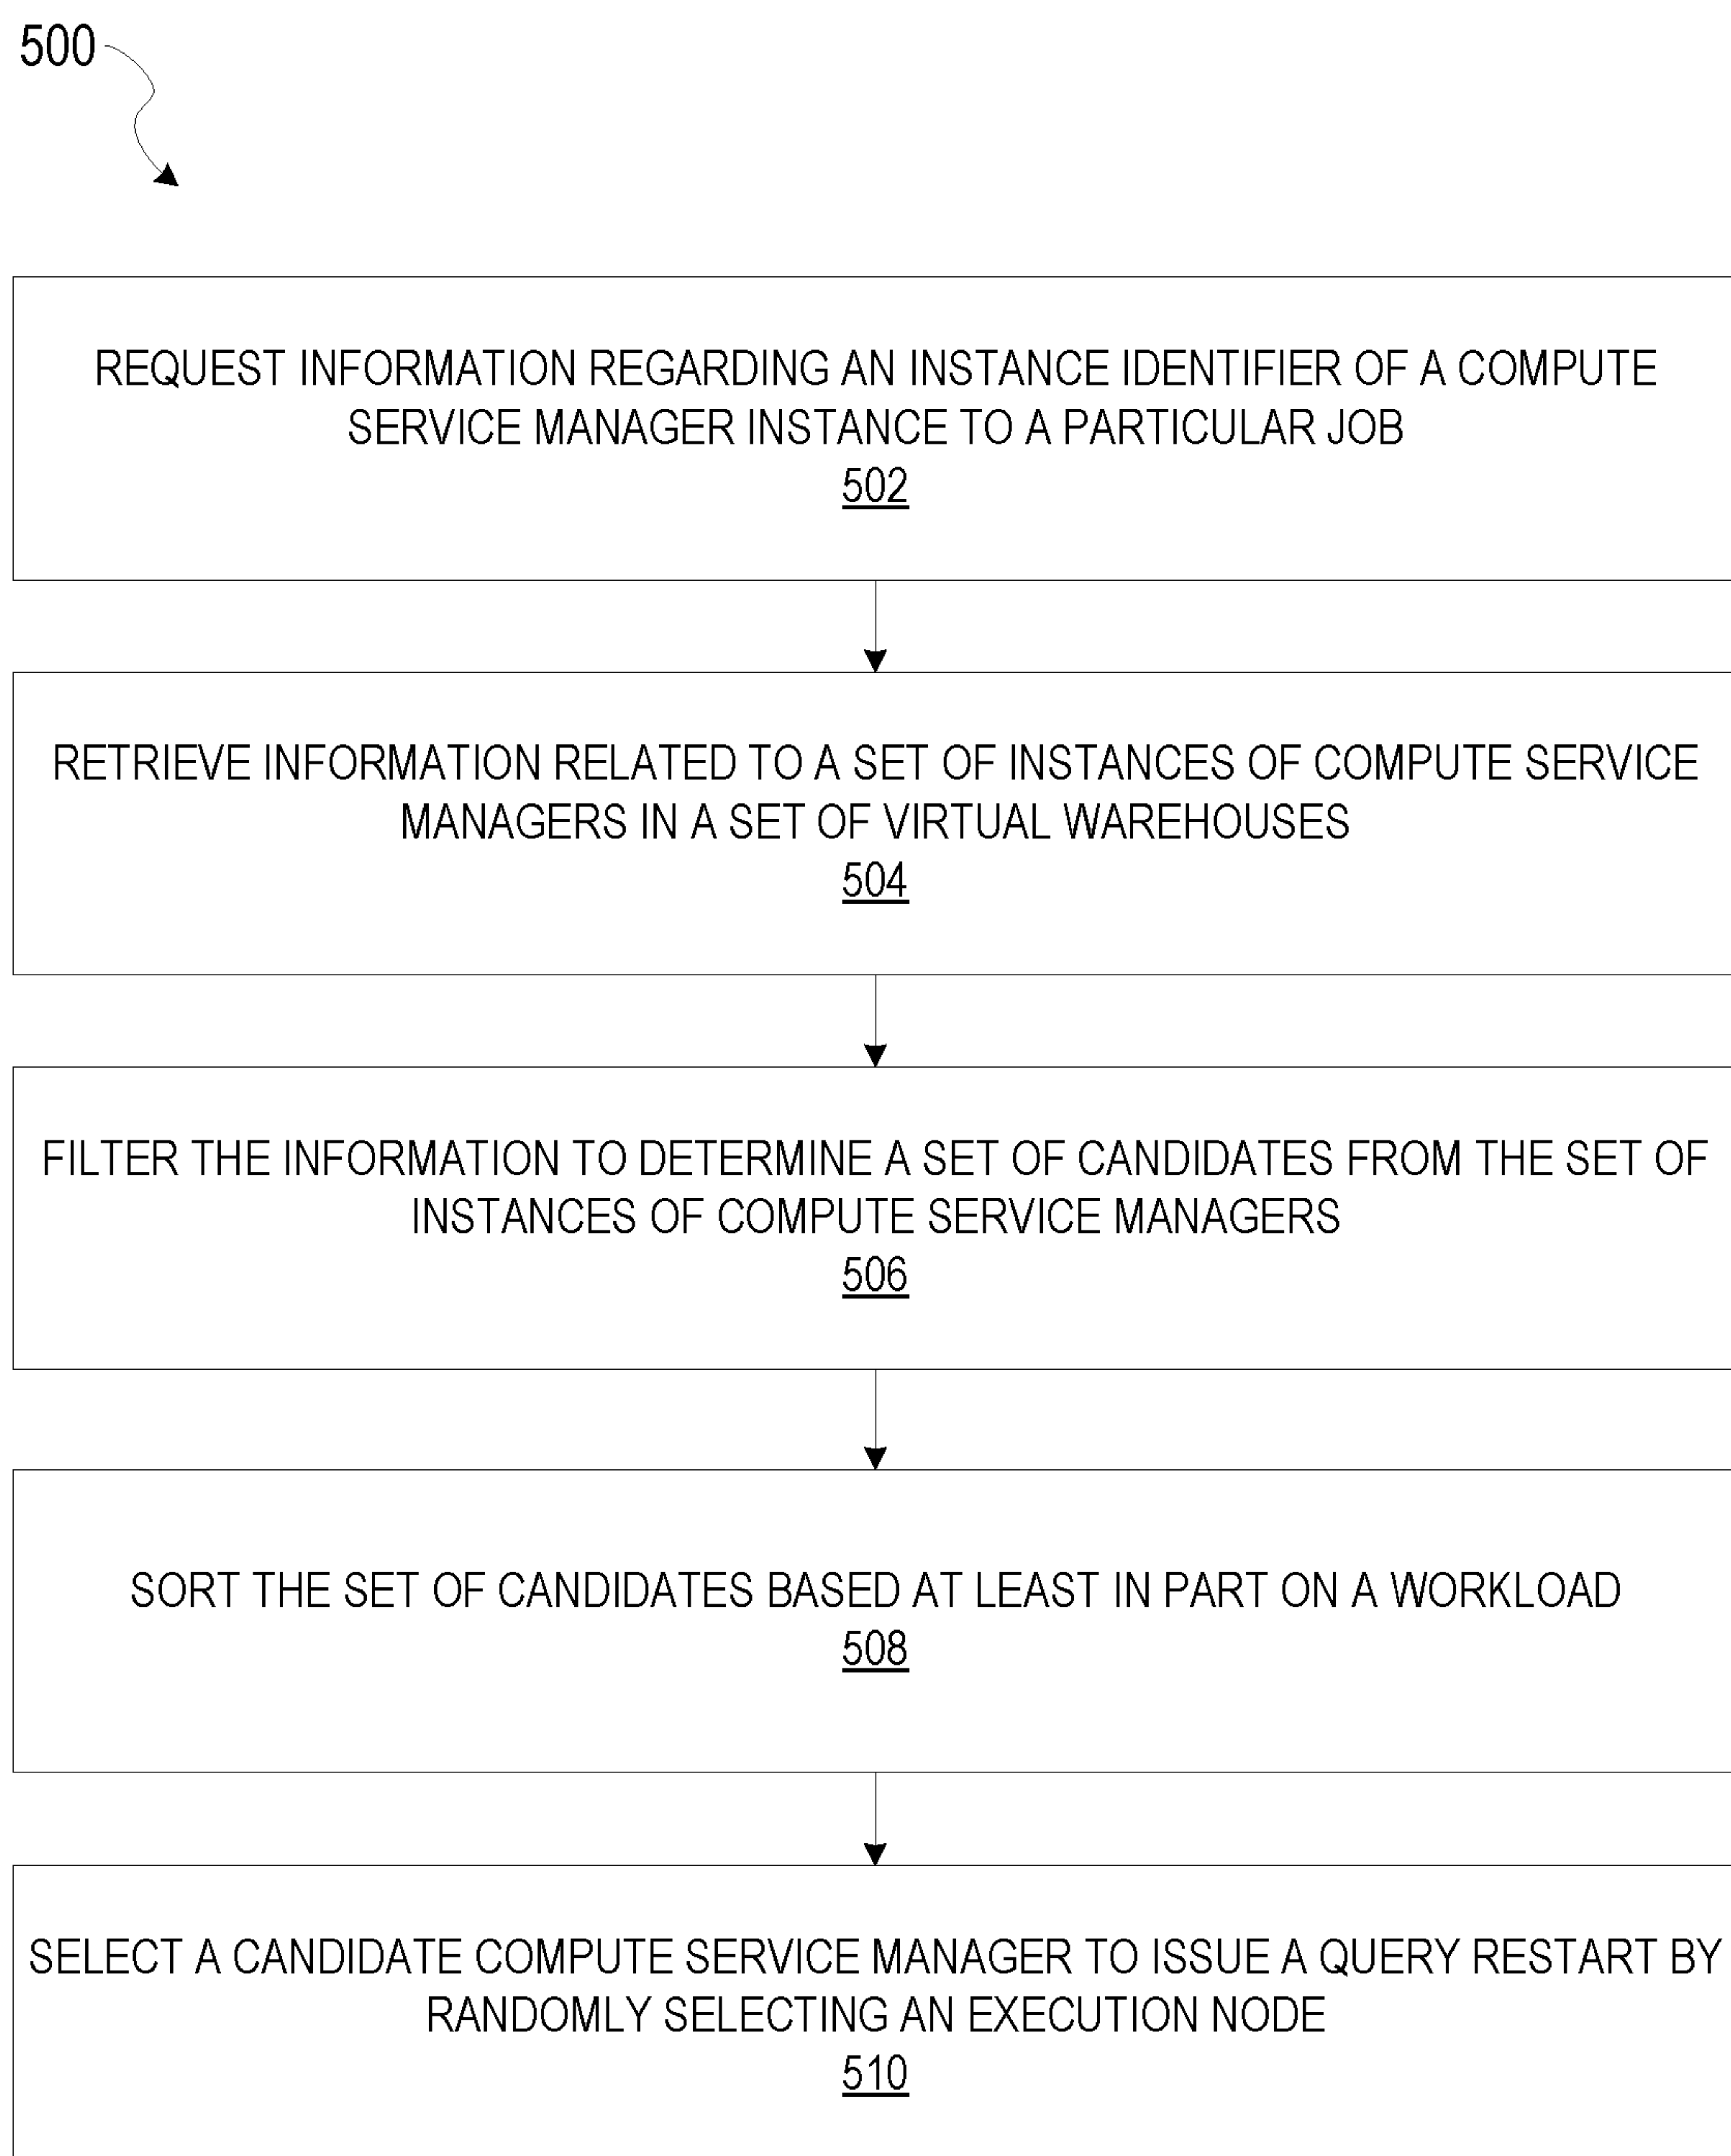 500
REQUEST INFORMATION REGARDING AN INSTANCE IDENTIFIER OF A COMPUTE
SERVICE MANAGER INSTANCE TO A PARTICULAR JOB
502
RETRIEVE INFORMATION RELATED TO A SET OF INSTANCES OF COMPUTE SERVICE
MANAGERS IN A SET OF VIRTUAL WAREHOUSES
504
FILTER THE INFORMATION TO DETERMINE A SET OF CANDIDATES FROM THE SET OF
INSTANCES OF COMPUTE SERVICE MANAGERS
506
SORT THE SET OF CANDIDATES BASED AT LEAST IN PART ON A WORKLOAD
508
SELECT A CANDIDATE COMPUTE SERVICE MANAGER TO ISSUE A QUERY RESTART BY
RANDOMLY SELECTING AN EXECUTION NODE
510